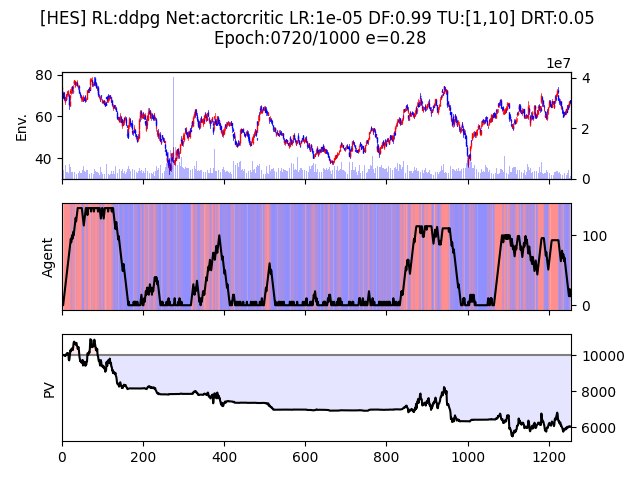 [HES] RL:ddpg Net:actorcritic LR:1e-05 DF:0.99 TU:[1,10] DRT:0.05
Epoch:0720/1000 e=0.28
1e7
80
60
40
Env.
4
2
0
Agent
100
0
PV
10000
8000
6000
0 200 400 600 800 1000 1200